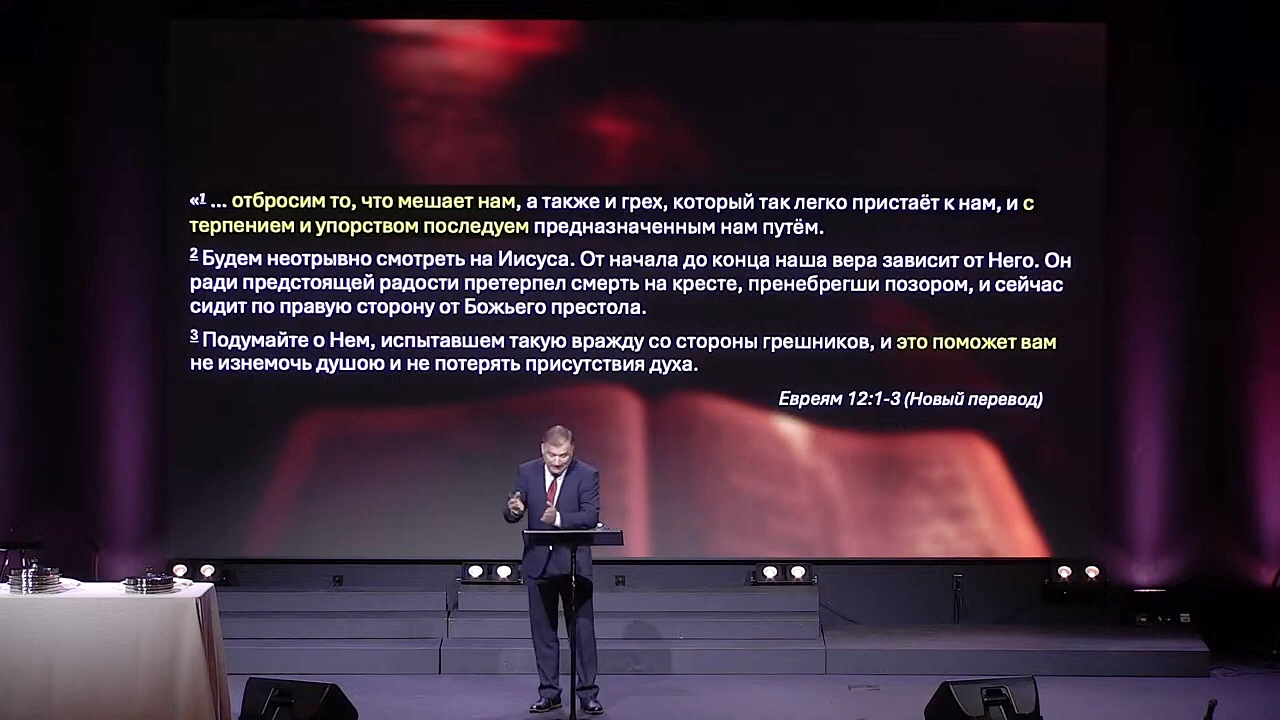 «1 ... отбросим то, что мешает нам, а также и грех, который так легко пристаёт к нам, и с
терпением и упорством последуем предназначенным нам путём.
2 Будем неотрывно смотреть на Иисуса. От начала до конца наша вера зависит от Него. Он
ради предстоящей радости претерпел смерть на кресте, пренебрегши позором, и сейчас
сидит по правую сторону от Божьего престола.
3 Подумайте о Нем, испытавшем такую вражду со стороны грешников, и это поможет вам
не изнемочь душою и не потерять присутствия духа.
Евреям 12:1-3 (Новый перевод)